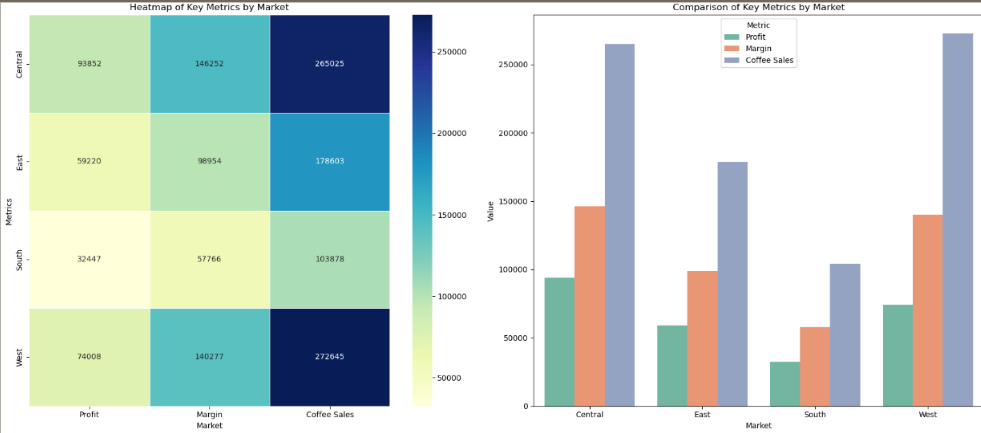 Heatmap of Key Metrics by Market
Metrics
Central
East
South
West
93852 146252 265025
59220 98954 178603
32447 57766 103878
74008 140277 272645
Profit Margin Coffee Sales
Market
250000
200000
150000
100000
50000
Comparison of Key Metrics by Market
Metric
Profit
Margin
Coffee Sales
Value
250000
200000
150000
100000
50000
0
Central East South West
Market